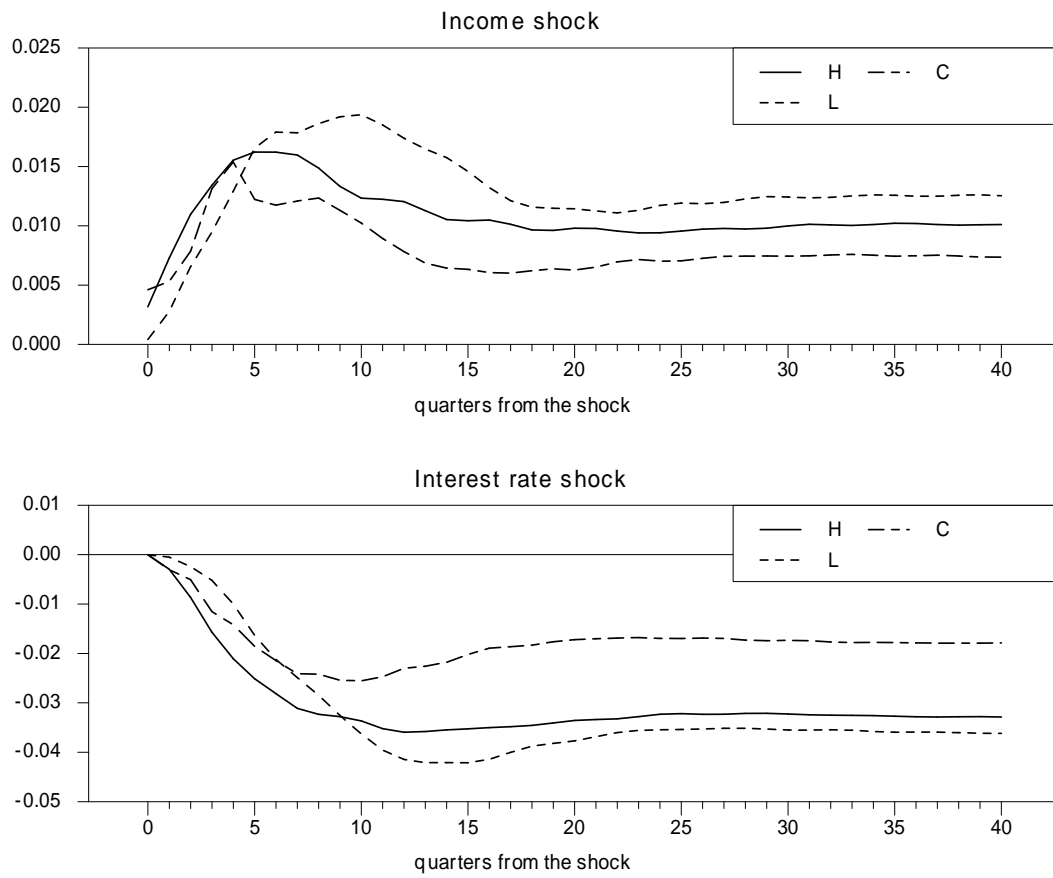 Income shock
0.025
0.020
0.015
0.010
0.005
0.000
H C
L
0 5 10 15 20 25 30 35 40
quarters from the shock
Interest rate shock
0.01
0.00
-0.01
-0.02
-0.03
-0.04
-0.05
H C
L
0 5 10 15 20 25 30 35 40
quarters from the shock